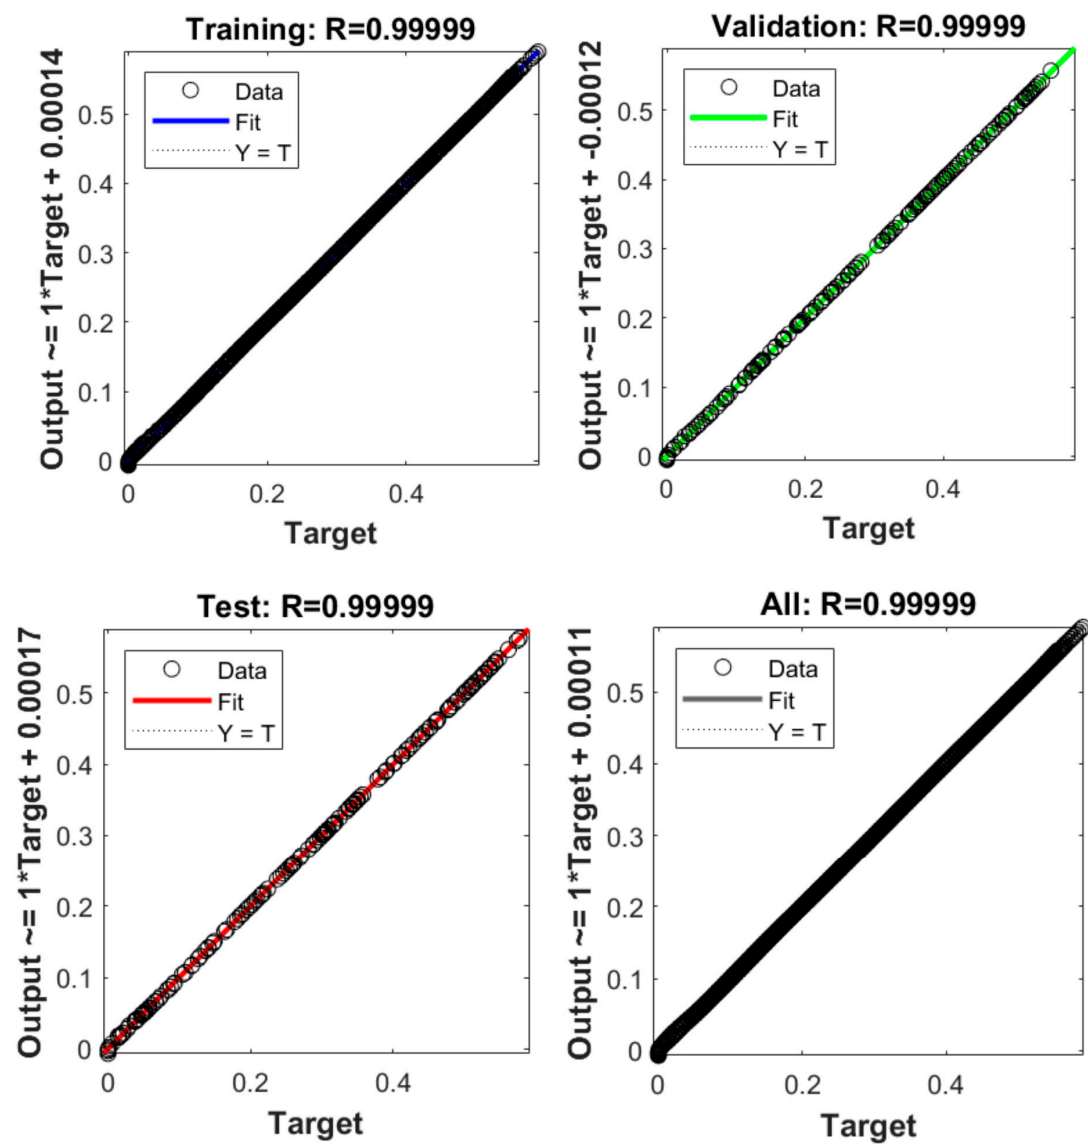 Training: R=0.99999
Output ~= 1*Target + 0.00014
Data
Fit
Y = T
0.5
0.4
0.3
0.2
0.1
0
0
0.2
0.4
Target
Validation: R=0.99999
Output ~= 1*Target + -0.00012
Data
Fit
Y = T
0.5
0.4
0.3
0.2
0.1
0
0
0.2
0.4
Target
Test: R=0.99999
Output ~= 1*Target + 0.00017
Data
Fit
Y = T
0.5
0.4
0.3
0.2
0.1
0
0
0.2
0.4
Target
All: R=0.99999
Output ~= 1*Target + 0.00011
Data
Fit
Y = T
0.5
0.4
0.3
0.2
0.1
0
0
0.2
0.4
Target